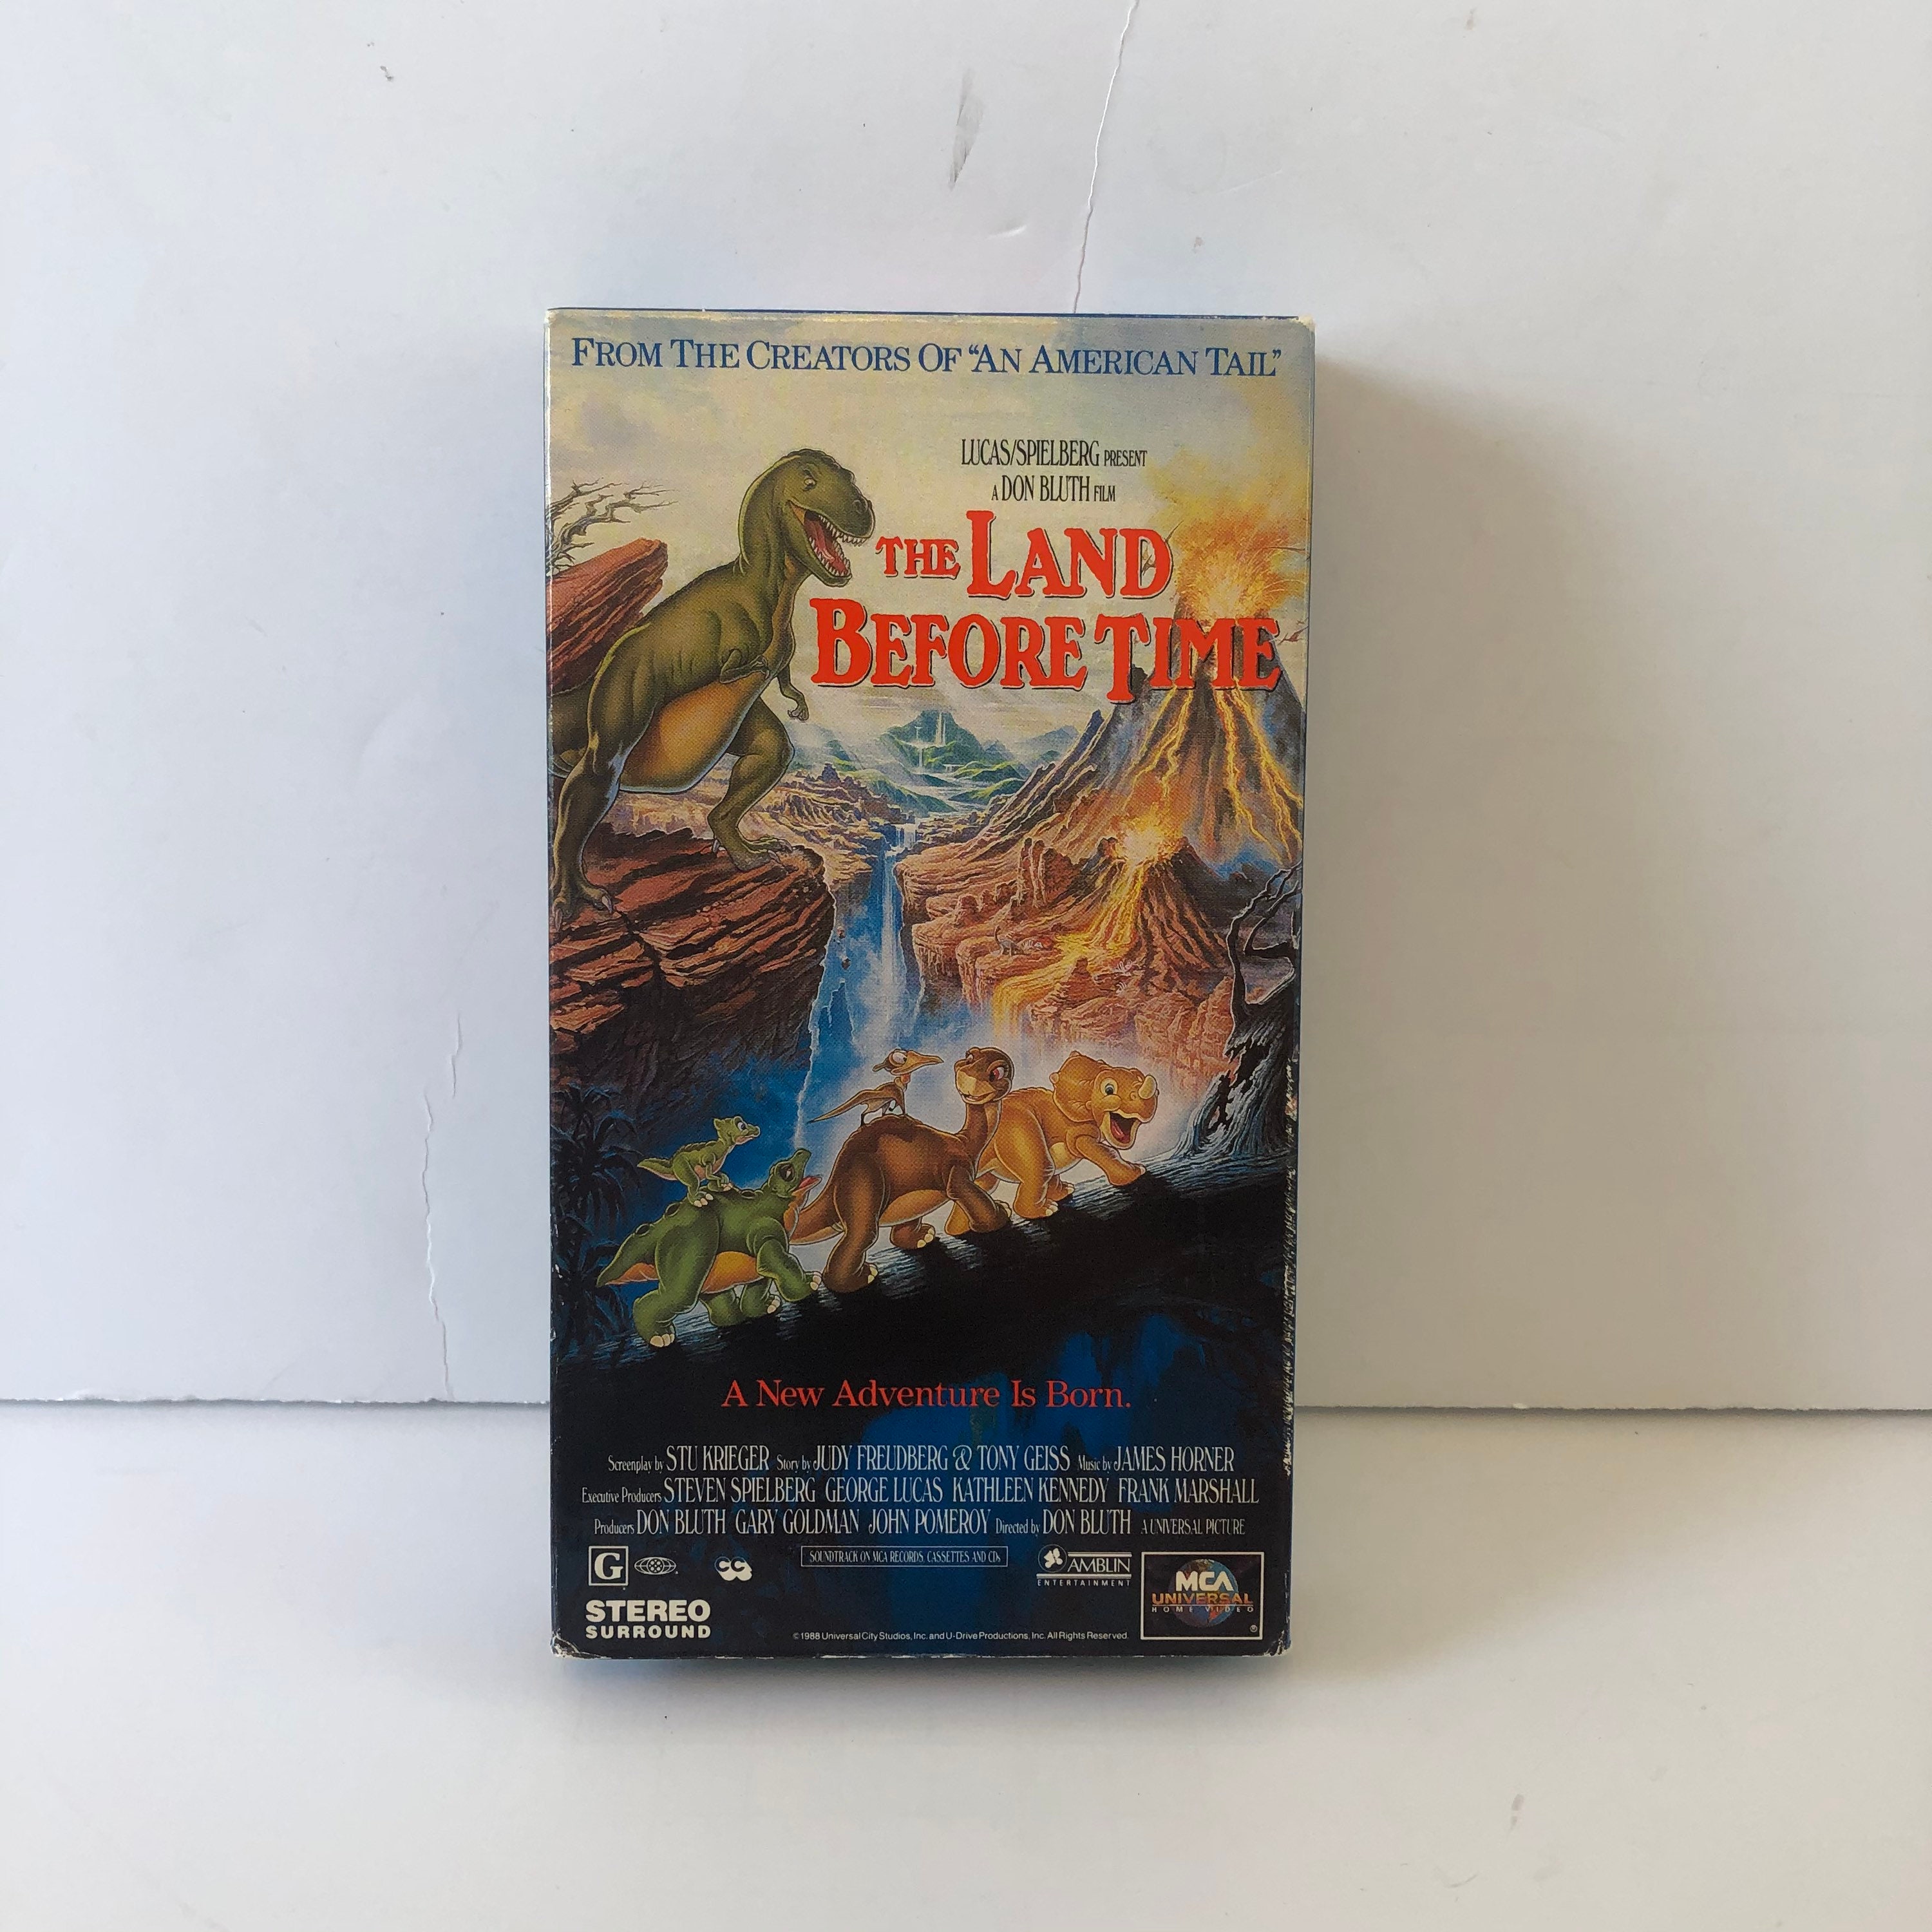 FROM THE CREATORS OF "AN AMERICAN TAIL"
LUCAS/SPIELBERG PRESENT
A DON BLUTH FILM
THE LAND
BEFORE TIME
A New Adventure Is Born.
Screenplay by STU KRIEGER Story by JUDY FREUDBERG & TONY GEISS Music by JAMES HORNER
Executive Producers STEVEN SPIELBERG GEORGE LUCAS KATHLEEN KENNEDY FRANK MARSHALL
Producers DON BLUTH GARY GOLDMAN JOHN POMEROY Directed by DON BLUTH A UNIVERSAL PICTURE
G
CC
SOUNDTRACK ON MCA RECORDS, CASSETTES AND CDs
AMBLIN
ENTERTAINMENT
MCA
UNIVERSAL
HOME VIDEO
®
STEREO
SURROUND
©1988 Universal City Studios, Inc. and U-Drive Productions, Inc. All Rights Reserved.